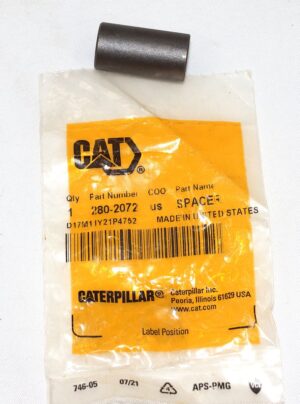 CAT®
Qty Part Number COO Part Name
1 280-2072 US SPACER
D17M11Y21P4752 MADE IN UNITED STATES
CATERPILLAR® Caterpillar Inc.
Peoria, Illinois 61629 USA
www.cat.com
Label Position
746-05 07/21 4 APS-PMG